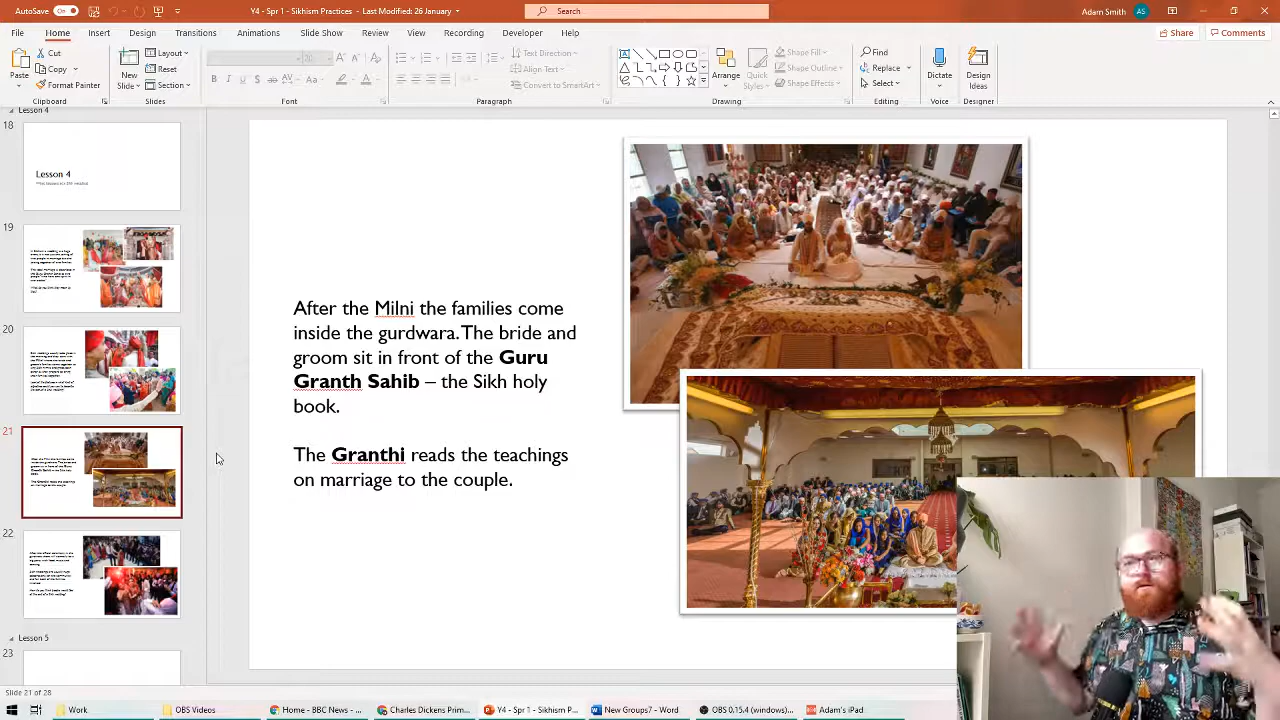 AutoSave On
Y4 - Spr 1 - Sikhism Practices - Last Modified: 26 January
Search
Adam Smith AS
File Home Insert Draw Design Transitions Animations Slide Show Review View Recording Developer Help
Share Comments
Paste
Cut
Copy
Format Painter
Clipboard
New
Slide
Layout
Reset
Section
Slides
Font
Text Direction
Align Text
Convert to SmartArt
Paragraph
Arrange
Quick
Styles
Shape Fill
Shape Outline
Shape Effects
Drawing
Find
Replace
Select
Editing
Dictate
Voice
Design
Ideas
Designer
Lesson 4
18
Lesson 4
19
20
21
22
Lesson 5
23
After the Milni the families come
inside the gurdwara. The bride and
groom sit in front of the Guru
Granth Sahib – the Sikh holy
book.
The Granthi reads the teachings
on marriage to the couple.
Slide 21 of 28
Work
OBS Videos
Home - BBC News - ...
Charles Dickens Prim...
Y4 - Spr 1 - Sikhism P...
New Groups7 - Word
OBS 0.15.4 (windows)...
Adam's iPad